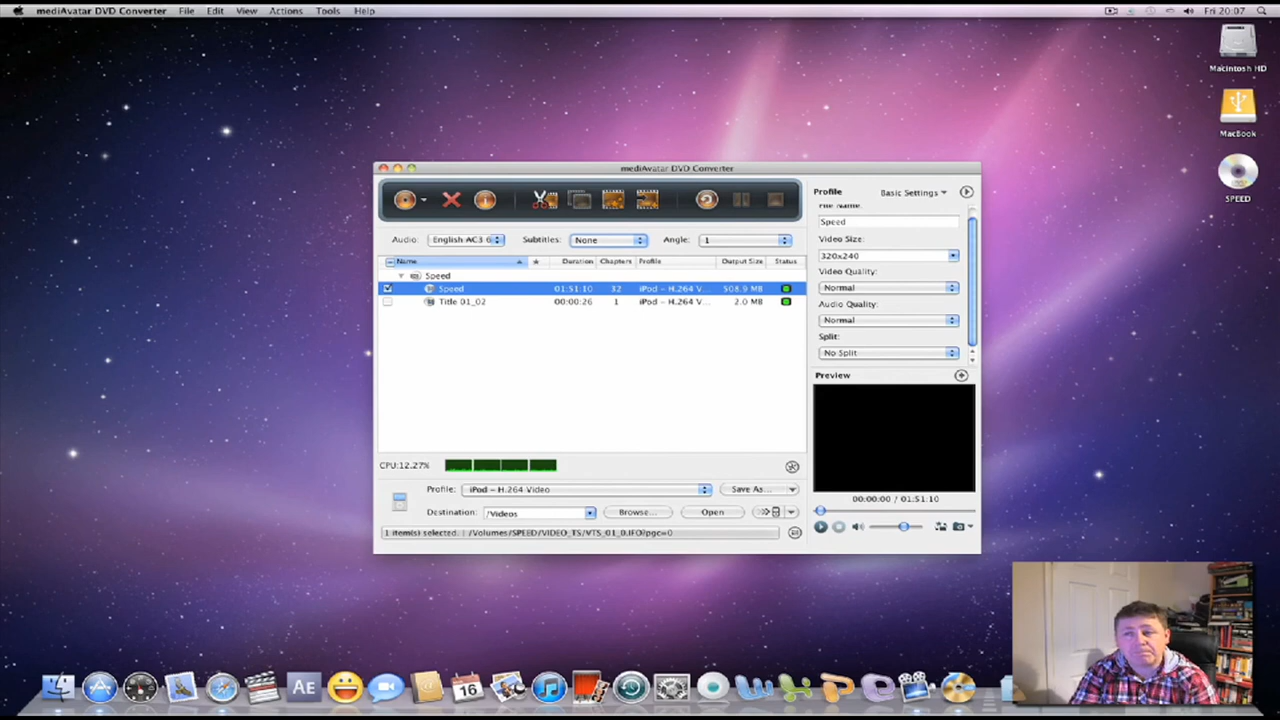 mediAvatar DVD Converter File Edit View Actions Tools Help Fri 20:07
Macintosh HD
MacBook
SPEED
mediAvatar DVD Converter
Profile Basic Settings
File Name:
Speed
Audio: English AC3 6 Subtitles: None Angle: 1
Video Size:
320x240
Name Duration Chapters Profile Output Size Status
Video Quality:
Speed
Normal
Speed 01:51:10 32 iPod - H.264 V... 508.9 MB
Title 01_02 00:00:26 1 iPod - H.264 V... 2.0 MB
Audio Quality:
Normal
Split:
No Split
Preview
CPU:12.27%
Profile: iPod - H.264 Video Save As...
00:00:00 / 01:51:10
Destination: /Videos Browse... Open
1 item(s) selected. | /Volumes/SPEED/VIDEO_TS/VTS_01_0.IFO?pgc=0
AE
16